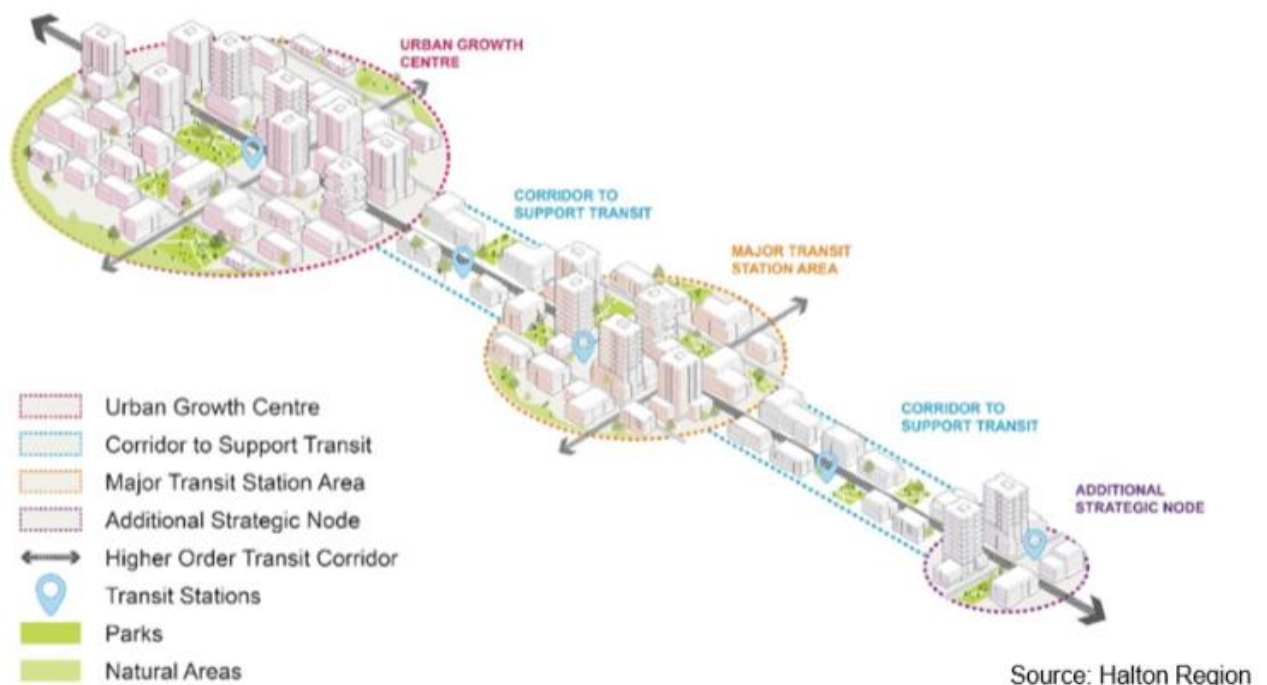 URBAN GROWTH
CENTRE
CORRIDOR TO
SUPPORT TRANSIT
MAJOR TRANSIT
STATION AREA
CORRIDOR TO
SUPPORT TRANSIT
ADDITIONAL
STRATEGIC NODE
Urban Growth Centre
Corridor to Support Transit
Major Transit Station Area
Additional Strategic Node
Higher Order Transit Corridor
Transit Stations
Parks
Natural Areas
Source: Halton Region